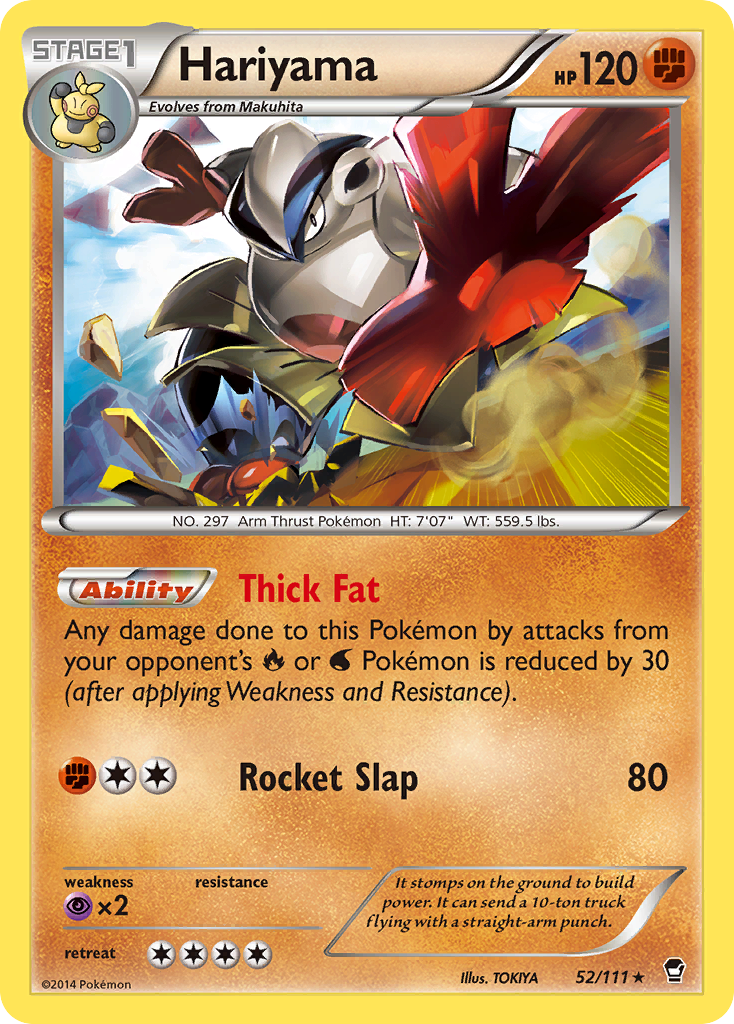 STAGE1
Hariyama
HP120
Evolves from Makuhita
NO. 297 Arm Thrust Pokémon HT: 7'07" WT: 559.5 lbs.
Ability Thick Fat
Any damage done to this Pokémon by attacks from
your opponent's or Pokémon is reduced by 30
(after applying Weakness and Resistance).
Rocket Slap 80
weakness resistance
×2
It stomps on the ground to build
power. It can send a 10-ton truck
flying with a straight-arm punch.
retreat
©2014 Pokémon
Illus. TOKIYA
52/111 ★